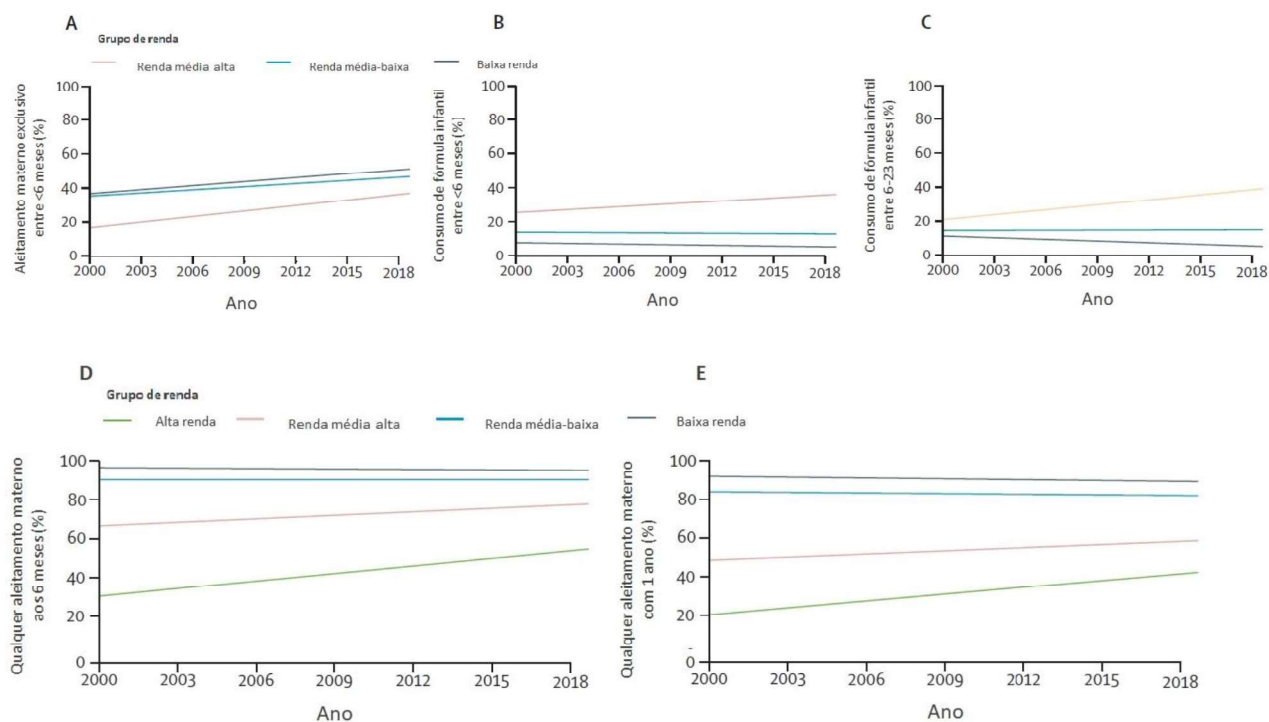 A
B
C
Grupo de renda
Renda média alta
Renda média-baixa
Baixa renda
Aleitamento materno exclusivo
entre <6 meses (%)
100
80
60
40
20
0
2000 2003 2006 2009 2012 2015 2018
Ano
Consumo de fórmula infantil
entre <6 meses (%)
100
80
60
40
20
0
2000 2003 2006 2009 2012 2015 2018
Ano
Consumo de fórmula infantil
entre 6-23 meses (%)
100
80
60
40
20
0
2000 2003 2006 2009 2012 2015 2018
Ano
D
E
Grupo de renda
Alta renda
Renda média alta
Renda média-baixa
Baixa renda
Qualquer aleitamento materno
aos 6 meses (%)
100
80
60
40
20
0
2000 2003 2006 2009 2012 2015 2018
Ano
Qualquer aleitamento materno
com 1 ano (%)
100
80
60
40
20
0
2000 2003 2006 2009 2012 2015 2018
Ano